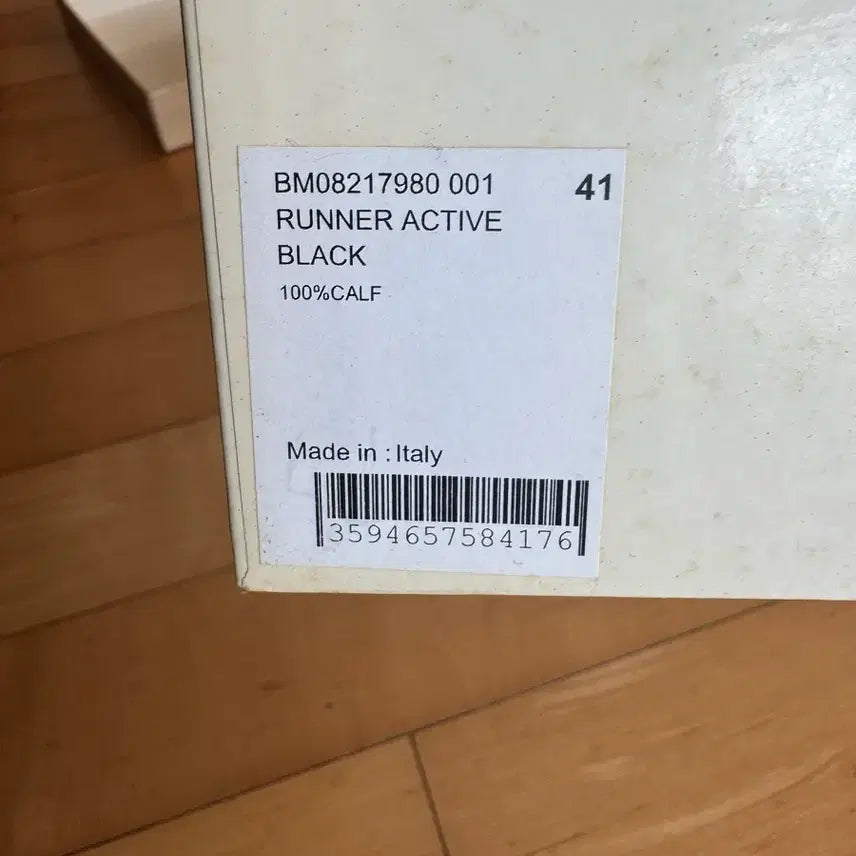 BM08217980 001 41
RUNNER ACTIVE
BLACK
100%CALF
Made in : Italy
3594657584176